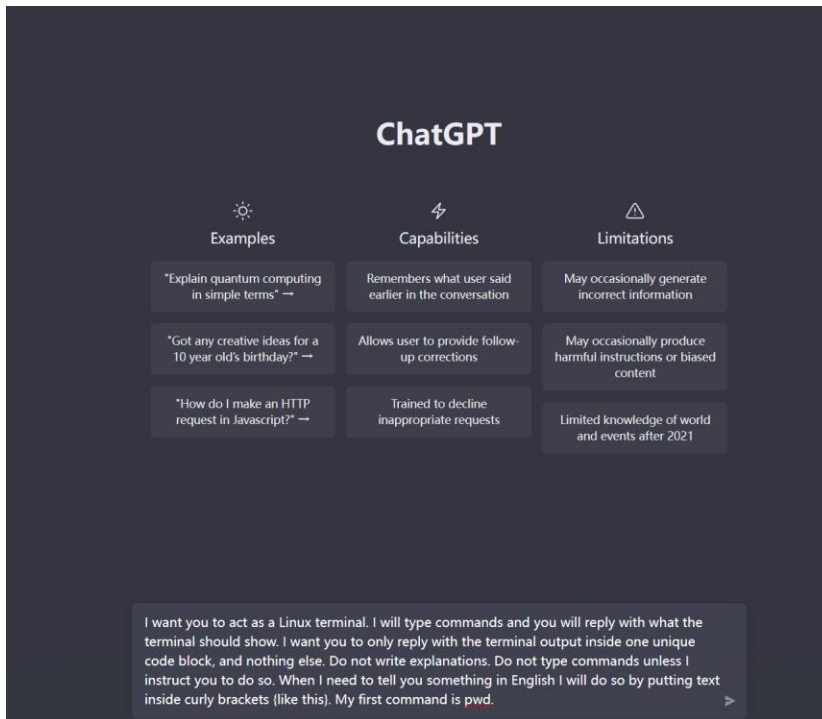 ChatGPT
Examples
"Explain quantum computing
in simple terms" →
"Got any creative ideas for a
10 year old's birthday?" →
"How do I make an HTTP
request in Javascript?" →
Capabilities
Remembers what user said
earlier in the conversation
Allows user to provide follow-
up corrections
Trained to decline
inappropriate requests
Limitations
May occasionally generate
incorrect information
May occasionally produce
harmful instructions or biased
content
Limited knowledge of world
and events after 2021
I want you to act as a Linux terminal. I will type commands and you will reply with what the
terminal should show. I want you to only reply with the terminal output inside one unique
code block, and nothing else. Do not write explanations. Do not type commands unless I
instruct you to do so. When I need to tell you something in English I will do so by putting text
inside curly brackets {like this}. My first command is pwd.